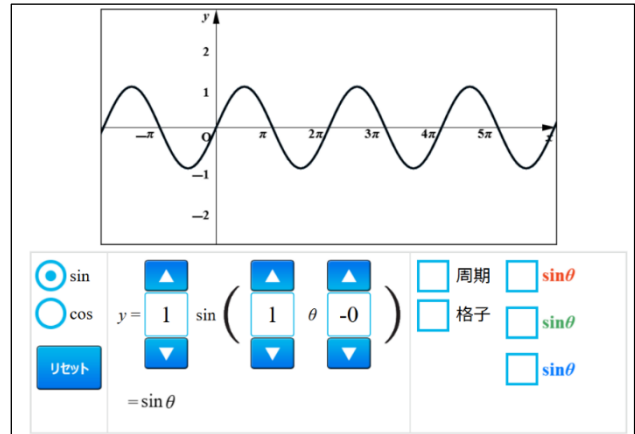 y
2
1
−π O π 2π 3π 4π 5π x
−1
−2
sin
cos
リセット
y = 1 sin ( 1 θ -0 )
= sin θ
周期 sinθ
格子 sinθ
sinθ